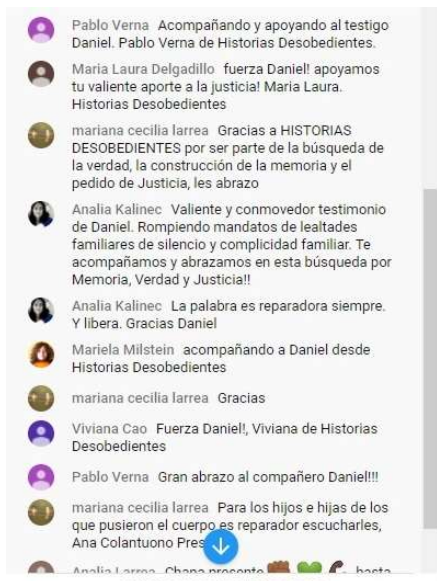 Pablo Verna Acompañando y apoyando al testigo
Daniel. Pablo Verna de Historias Desobedientes.
Maria Laura Delgadillo fuerza Daniel! apoyamos
tu valiente aporte a la justicia! Maria Laura.
Historias Desobedientes
mariana cecilia larrea Gracias a HISTORIAS
DESOBEDIENTES por ser parte de la búsqueda de
la verdad, la construcción de la memoria y el
pedido de Justicia, les abrazo
Analia Kalinec Valiente y conmovedor testimonio
de Daniel. Rompiendo mandatos de lealtades
familiares de silencio y complicidad familiar. Te
acompañamos y abrazamos en esta búsqueda por
Memoria, Verdad y Justicia!!
Analia Kalinec La palabra es reparadora siempre.
Y libera. Gracias Daniel
Mariela Milstein acompañando a Daniel desde
Historias Desobedientes
mariana cecilia larrea Gracias
Viviana Cao Fuerza Daniel!, Viviana de Historias
Desobedientes
Pablo Verna Gran abrazo al compañero Daniel!!!
mariana cecilia larrea Para los hijos e hijas de los
que pusieron el cuerpo es reparador escucharles,
Ana Colantuono Pres
Analia Larrea Chapa presente hasta